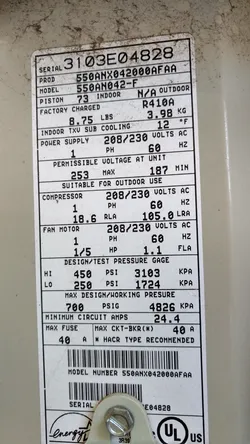 SERIAL 3103E04828
PROD 550ANX042000AFAA
MODEL 550AN042-F
INDOOR OUTDOOR
PISTON 73 N/A
FACTORY CHARGED R410A
8.75 LBS 3.98 KG
INDOOR TXV SUB COOLING 12 °F
POWER SUPPLY 208/230 VOLTS AC
1 PH 60 HZ
PERMISSIBLE VOLTAGE AT UNIT
253 MAX 187 MIN
SUITABLE FOR OUTDOOR USE
COMPRESSOR 208/230 VOLTS AC
1 PH 60 HZ
18.6 RLA 105.0 LRA
FAN MOTOR 208/230 VOLTS AC
1 PH 60 HZ
1/5 HP 1.1 FLA
DESIGN/TEST PRESSURE GAGE
HI 450 PSI 3103 KPA
LO 250 PSI 1724 KPA
MAX DESIGN/WORKING PRESURE
700 PSIG 4826 KPA
MINIMUM CIRCUIT AMPS 24.4
MAX FUSE MAX CKT-BKR(*) 40 A
40 A * HACR TYPE RECOMMENDED
MODEL NUMBER 550ANX042000AFAA
SERIAL 03E04828
energy